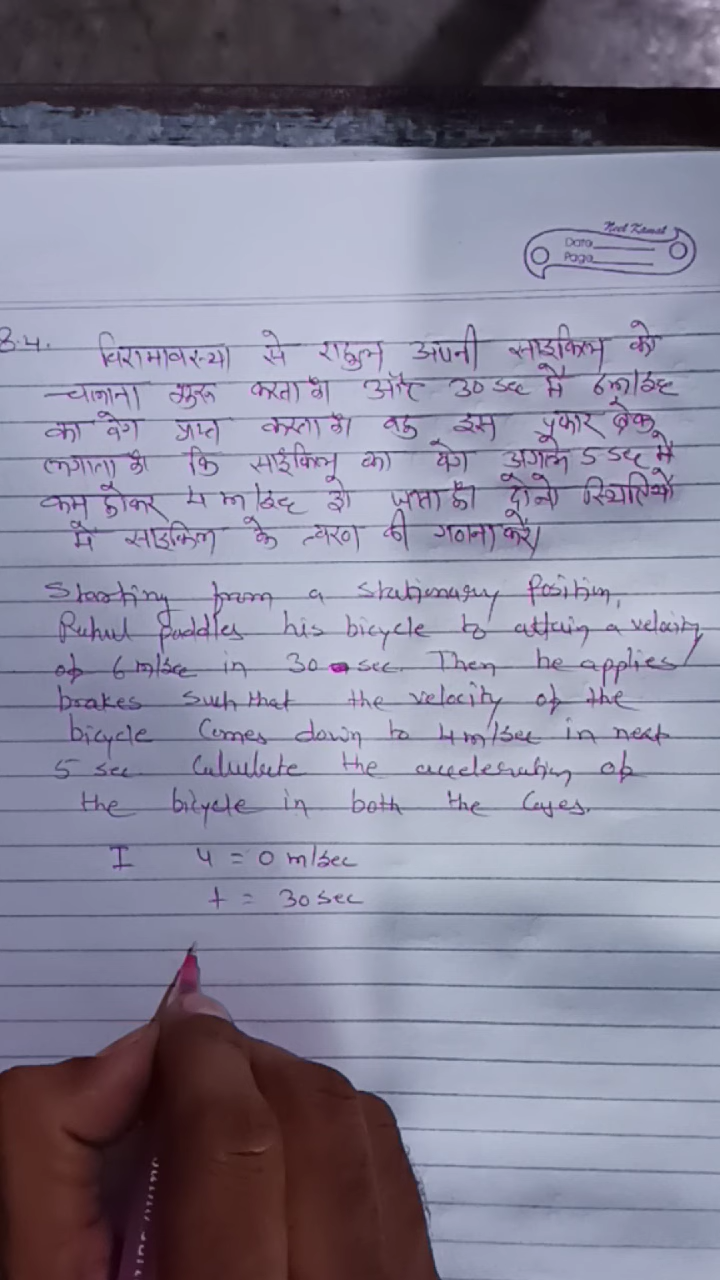 Neel Kamal
Date
Page
3.4. विरामावस्था से राहुल अपनी साइकिल को
चलाना शुरू करता है और 30 sec में 6m/sec
का वेग प्राप्त करता है। वह इस प्रकार ब्रेक
लगाता है कि साईकिल का वेग अगले 5 sec में
कम होकर 4 m/sec हो जाता है। दोनो स्थितियों
में साइकिल के त्वरण की गणना करें।
Starting from a stationary position,
Rahul paddles his bicycle to attain a velocity
of 6 m/sec in 30 sec. Then he applies
brakes such that the velocity of the
bicycle comes down to 4 m/sec in next
5 sec. Calculate the acceleration of
the bicycle in both the Cases.
I u = 0 m/sec
t = 30 sec